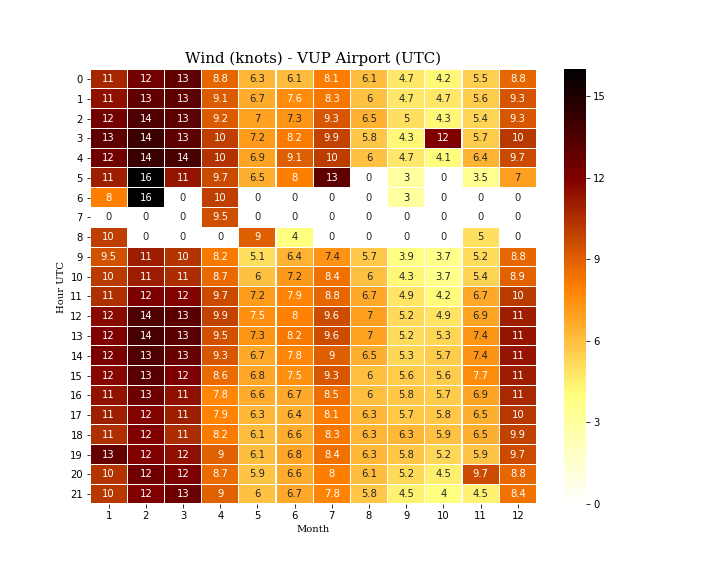 Wind (knots) - VUP Airport (UTC)
0 11 12 13 8.8 6.3 6.1 8.1 6.1 4.7 4.2 5.5 8.8
1 11 13 13 9.1 6.7 7.6 8.3 6 4.7 4.7 5.6 9.3
2 12 14 13 9.2 7 7.3 9.3 6.5 5 4.3 5.4 9.3
3 13 14 13 10 7.2 8.2 9.9 5.8 4.3 12 5.7 10
4 12 14 14 10 6.9 9.1 10 6 4.7 4.1 6.4 9.7
5 11 16 11 9.7 6.5 8 13 0 3 0 3.5 7
6 8 16 0 10 0 0 0 0 3 0 0 0
7 0 0 0 9.5 0 0 0 0 0 0 0 0
8 10 0 0 0 9 4 0 0 0 0 5 0
9 9.5 11 10 8.2 5.1 6.4 7.4 5.7 3.9 3.7 5.2 8.8
10 10 11 11 8.7 6 7.2 8.4 6 4.3 3.7 5.4 8.9
11 11 12 12 9.7 7.2 7.9 8.8 6.7 4.9 4.2 6.7 10
12 12 14 13 9.9 7.5 8 9.6 7 5.2 4.9 6.9 11
13 12 14 13 9.5 7.3 8.2 9.6 7 5.2 5.3 7.4 11
14 12 13 13 9.3 6.7 7.8 9 6.5 5.3 5.7 7.4 11
15 12 13 12 8.6 6.8 7.5 9.3 6 5.6 5.6 7.7 11
16 11 13 11 7.8 6.6 6.7 8.5 6 5.8 5.7 6.9 11
17 11 12 11 7.9 6.3 6.4 8.1 6.3 5.7 5.8 6.5 10
18 11 12 11 8.2 6.1 6.6 8.3 6.3 6.3 5.9 6.5 9.9
19 13 12 12 9 6.1 6.8 8.4 6.3 5.8 5.2 5.9 9.7
20 10 12 12 8.7 5.9 6.6 8 6.1 5.2 4.5 9.7 8.8
21 10 12 13 9 6 6.7 7.8 5.8 4.5 4 4.5 8.4
1 2 3 4 5 6 7 8 9 10 11 12
Month
Hour UTC
15
12
9
6
3
0